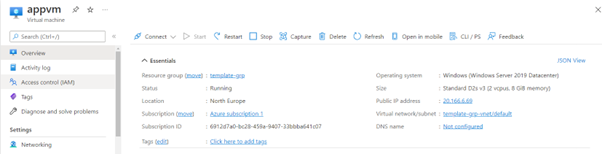 appvm
Virtual machine
Search (Ctrl+/)
Connect
Start
Restart
Stop
Capture
Delete
Refresh
Open in mobile
CLI / PS
Feedback
Overview
Activity log
Access control (IAM)
Tags
Diagnose and solve problems
Settings
Networking
Essentials
JSON View
Resource group (move) : template-grp
Status : Running
Location : North Europe
Subscription (move) : Azure subscription 1
Subscription ID : 6912d7a0-bc28-459a-9407-33bbba641c07
Tags (edit) : Click here to add tags
Operating system : Windows (Windows Server 2019 Datacenter)
Size : Standard D2s v3 (2 vcpus, 8 GiB memory)
Public IP address : 20.166.6.69
Virtual network/subnet : template-grp-vnet/default
DNS name : Not configured